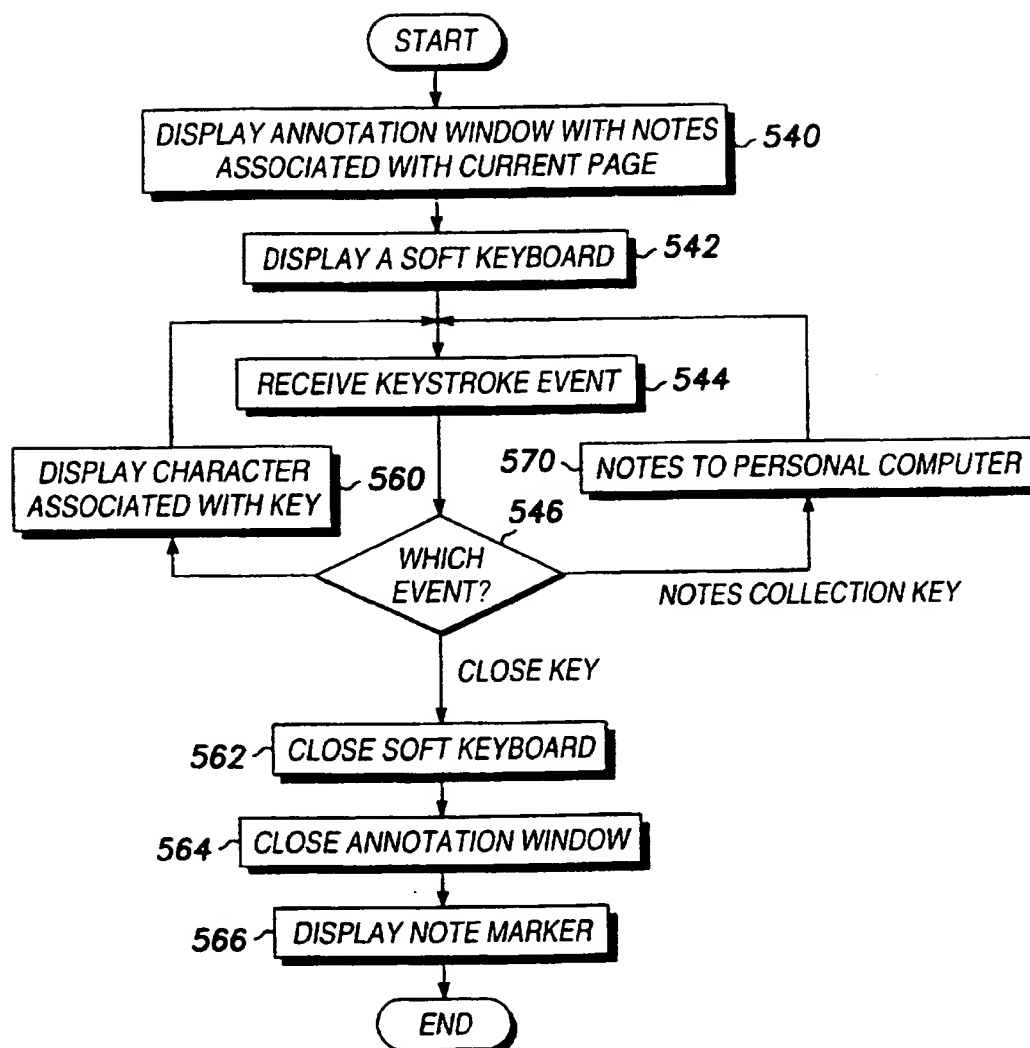 START
DISPLAY ANNOTATION WINDOW WITH NOTES
ASSOCIATED WITH CURRENT PAGE
540
DISPLAY A SOFT KEYBOARD
542
RECEIVE KEYSTROKE EVENT
544
DISPLAY CHARACTER
ASSOCIATED WITH KEY
560
570
NOTES TO PERSONAL COMPUTER
546
WHICH
EVENT?
NOTES COLLECTION KEY
CLOSE KEY
562
CLOSE SOFT KEYBOARD
564
CLOSE ANNOTATION WINDOW
566
DISPLAY NOTE MARKER
END